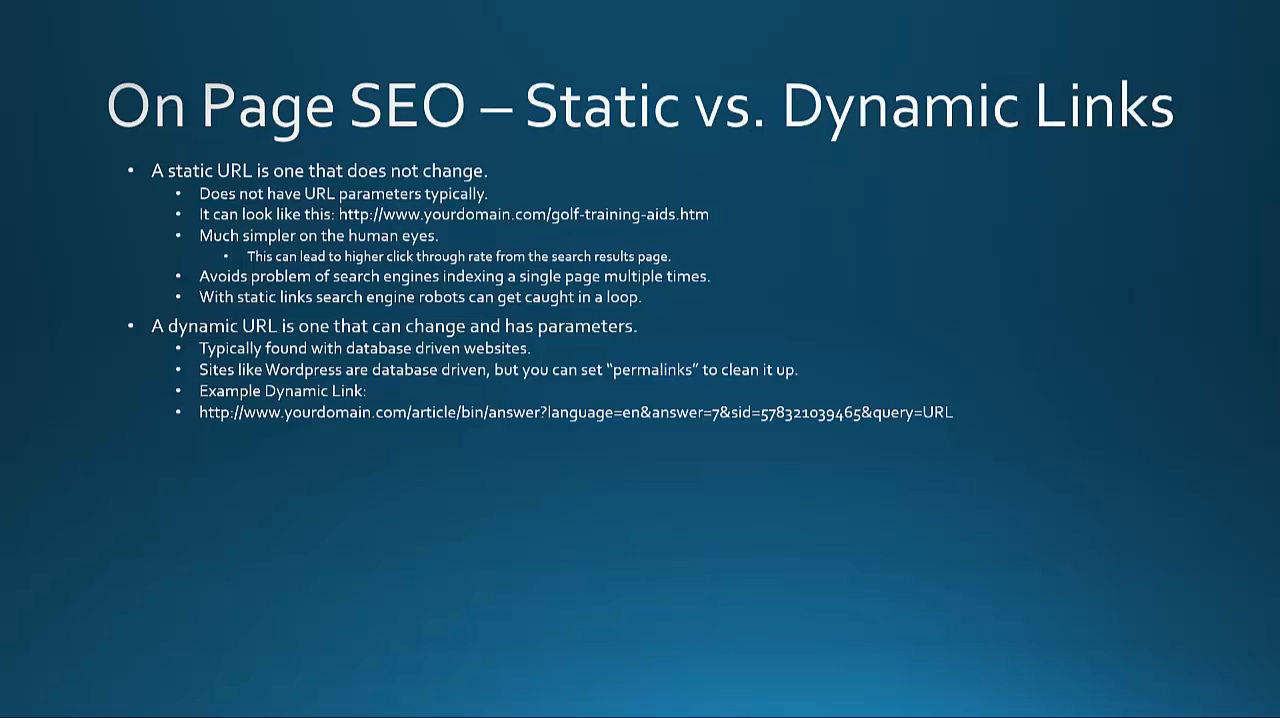 On Page SEO – Static vs. Dynamic Links
• A static URL is one that does not change.
• Does not have URL parameters typically.
• It can look like this: http://www.yourdomain.com/golf-training-aids.htm
• Much simpler on the human eyes.
• This can lead to higher click through rate from the search results page.
• Avoids problem of search engines indexing a single page multiple times.
• With static links search engine robots can get caught in a loop.
• A dynamic URL is one that can change and has parameters.
• Typically found with database driven websites.
• Sites like Wordpress are database driven, but you can set “permalinks” to clean it up.
• Example Dynamic Link:
• http://www.yourdomain.com/article/bin/answer?language=en&answer=7&sid=578321039465&query=URL